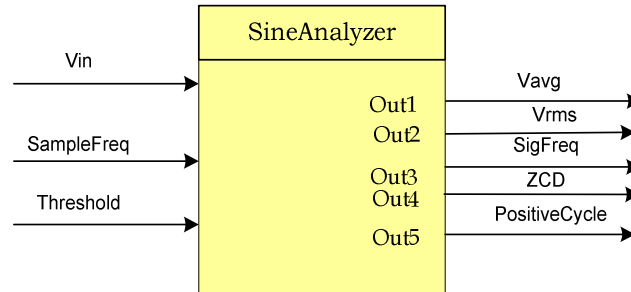 SineAnalyzer
Vin
SampleFreq
Threshold
Out1
Out2
Out3
Out4
Out5
Vavg
Vrms
SigFreq
ZCD
PositiveCycle